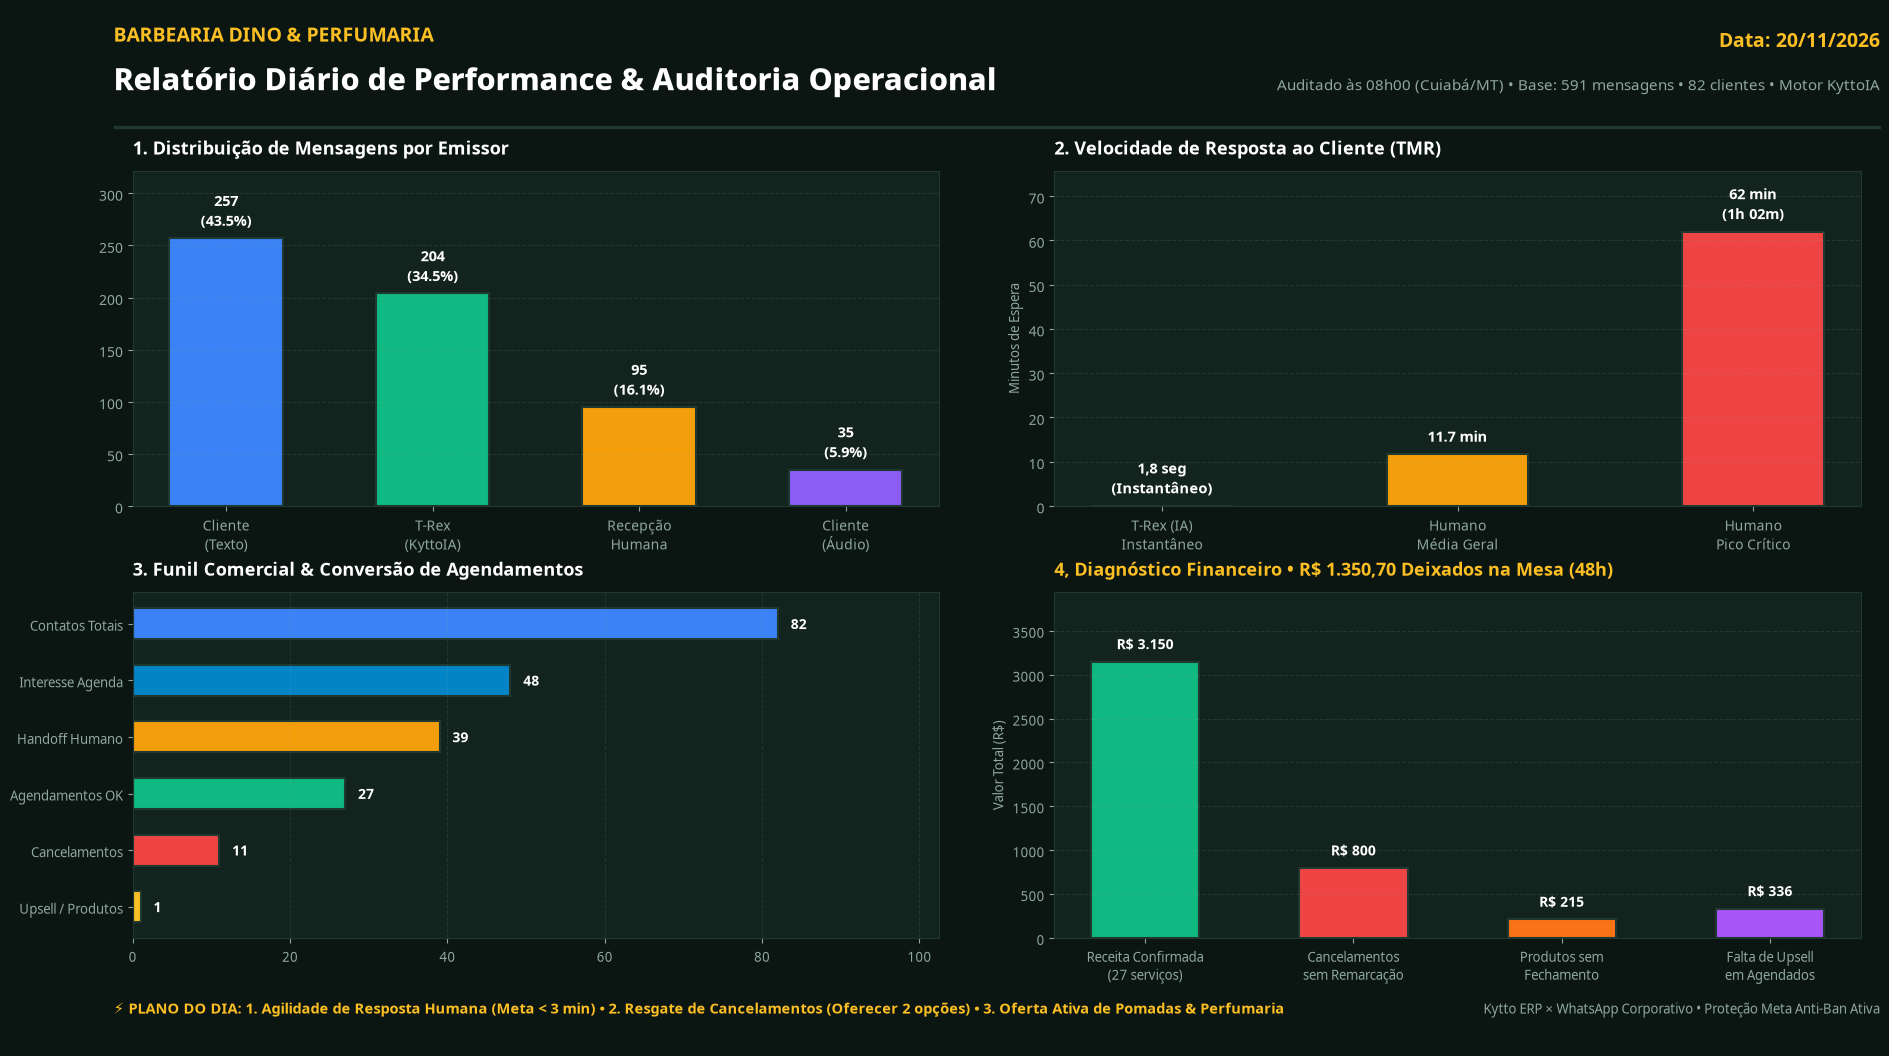 BARBEARIA DINO & PERFUMARIA
Data: 20/11/2026
Relatório Diário de Performance & Auditoria Operacional
Auditado às 08h00 (Cuiabá/MT) • Base: 591 mensagens • 82 clientes • Motor KyttoIA
1. Distribuição de Mensagens por Emissor
300
250
200
150
100
50
0
257
(43.5%)
204
(34.5%)
95
(16.1%)
35
(5.9%)
Cliente
(Texto)
T-Rex
(KyttoIA)
Recepção
Humana
Cliente
(Áudio)
2. Velocidade de Resposta ao Cliente (TMR)
Minutos de Espera
70
60
50
40
30
20
10
0
1,8 seg
(Instantâneo)
11.7 min
62 min
(1h 02m)
T-Rex (IA)
Instantâneo
Humano
Média Geral
Humano
Pico Crítico
3. Funil Comercial & Conversão de Agendamentos
Contatos Totais
82
Interesse Agenda
48
Handoff Humano
39
Agendamentos OK
27
Cancelamentos
11
Upsell / Produtos
1
0
20
40
60
80
100
4, Diagnóstico Financeiro • R$ 1.350,70 Deixados na Mesa (48h)
Valor Total (R$)
3500
3000
2500
2000
1500
1000
500
0
R$ 3.150
R$ 800
R$ 215
R$ 336
Receita Confirmada
(27 serviços)
Cancelamentos
sem Remarcação
Produtos sem
Fechamento
Falta de Upsell
em Agendados
⚡ PLANO DO DIA: 1. Agilidade de Resposta Humana (Meta < 3 min) • 2. Resgate de Cancelamentos (Oferecer 2 opções) • 3. Oferta Ativa de Pomadas & Perfumaria
Kytto ERP × WhatsApp Corporativo • Proteção Meta Anti-Ban Ativa